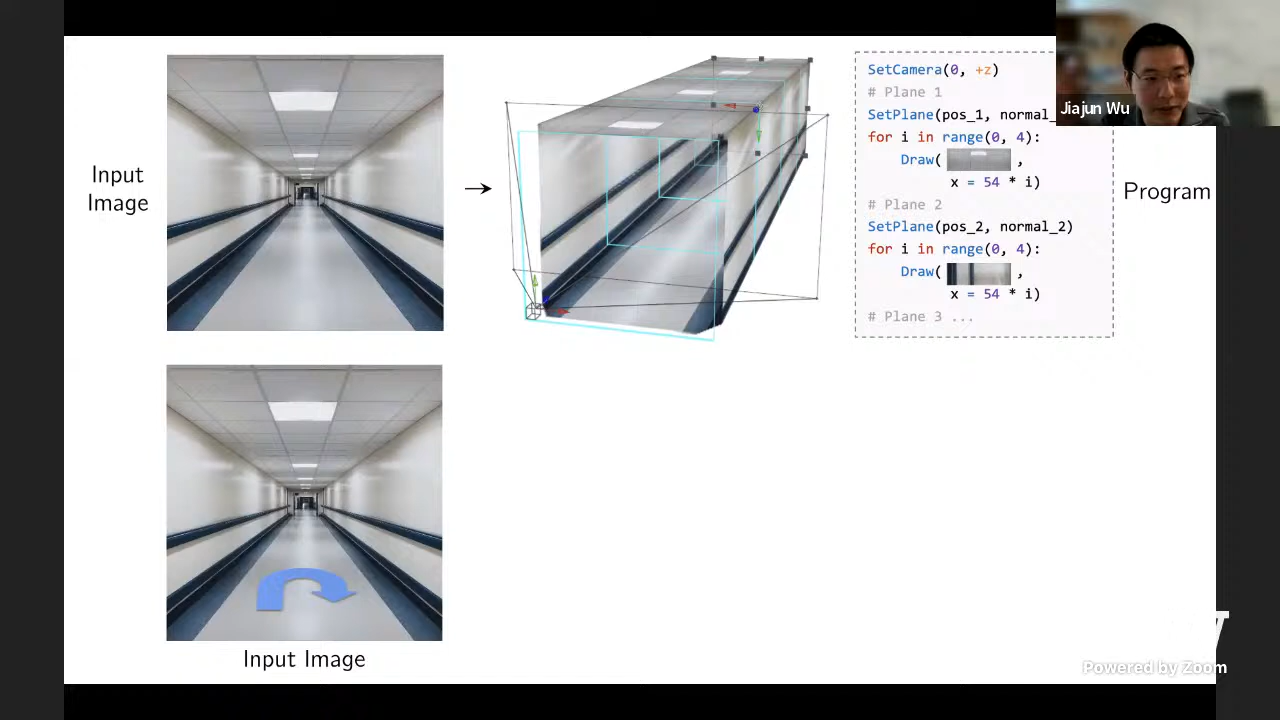 Input
Image
SetCamera(0, +z)
# Plane 1
SetPlane(pos_1, normal_
for i in range(0, 4):
Draw( ,
x = 54 * i)
# Plane 2
SetPlane(pos_2, normal_2)
for i in range(0, 4):
Draw( ,
x = 54 * i)
# Plane 3 ...
Program
Jiajun Wu
Input Image
Powered by Zoom